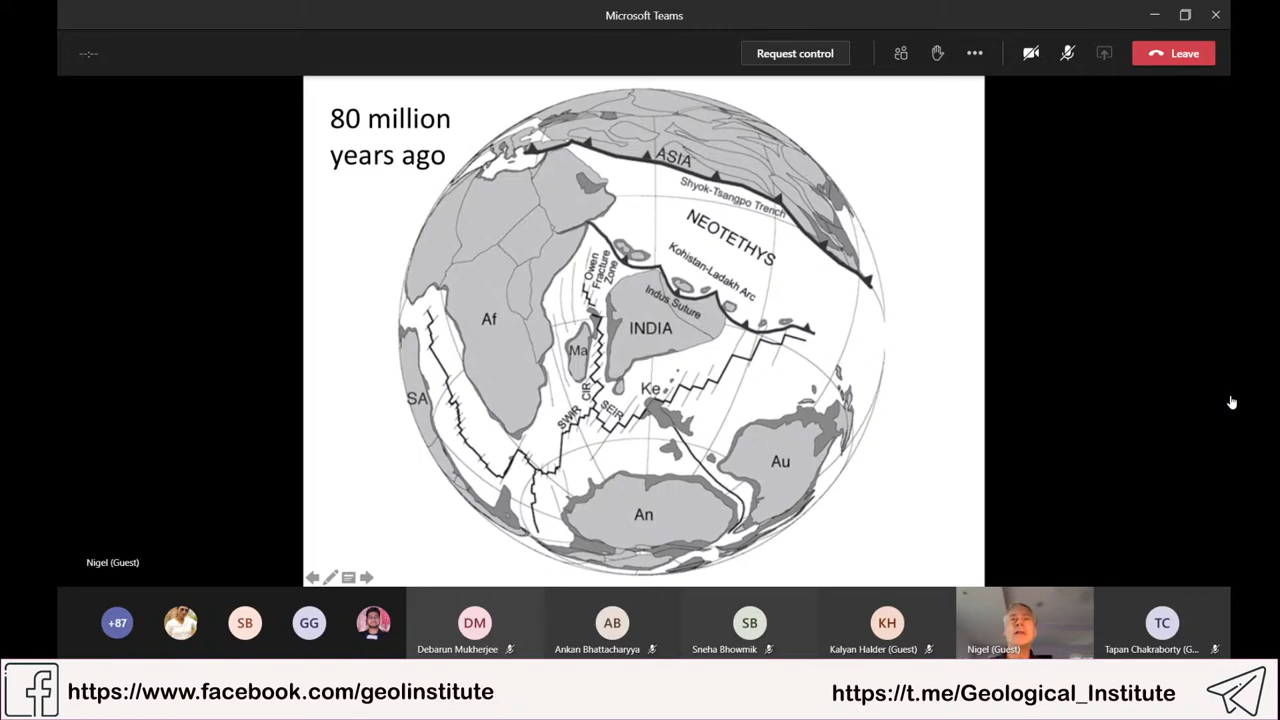 Microsoft Teams
--:--
Request control
Leave
80 million
years ago
ASIA
Shyok-Tsangpo Trench
NEOTETHYS
Kohistan-Ladakh Arc
Owen
Fracture
Zone
Indus Suture
INDIA
Af
Ma
SA
CIR
Ke
SWIR
SEIR
Au
An
Nigel (Guest)
+87
SB
GG
DM
AB
SB
KH
TC
Debarun Mukherjee
Ankan Bhattacharyya
Sneha Bhowmik
Kalyan Halder (Guest)
Nigel (Guest)
Tapan Chakraborty (G...
https://www.facebook.com/geolinstitute
https://t.me/Geological_Institute